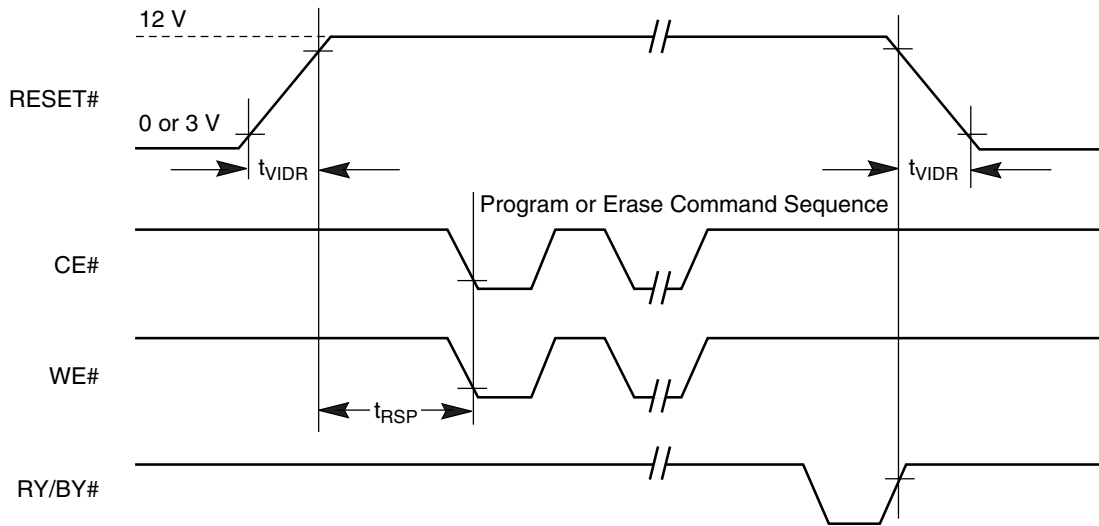 12 V
RESET#
0 or 3 V
tVIDR
tVIDR
Program or Erase Command Sequence
CE#
WE#
tRSP
RY/BY#